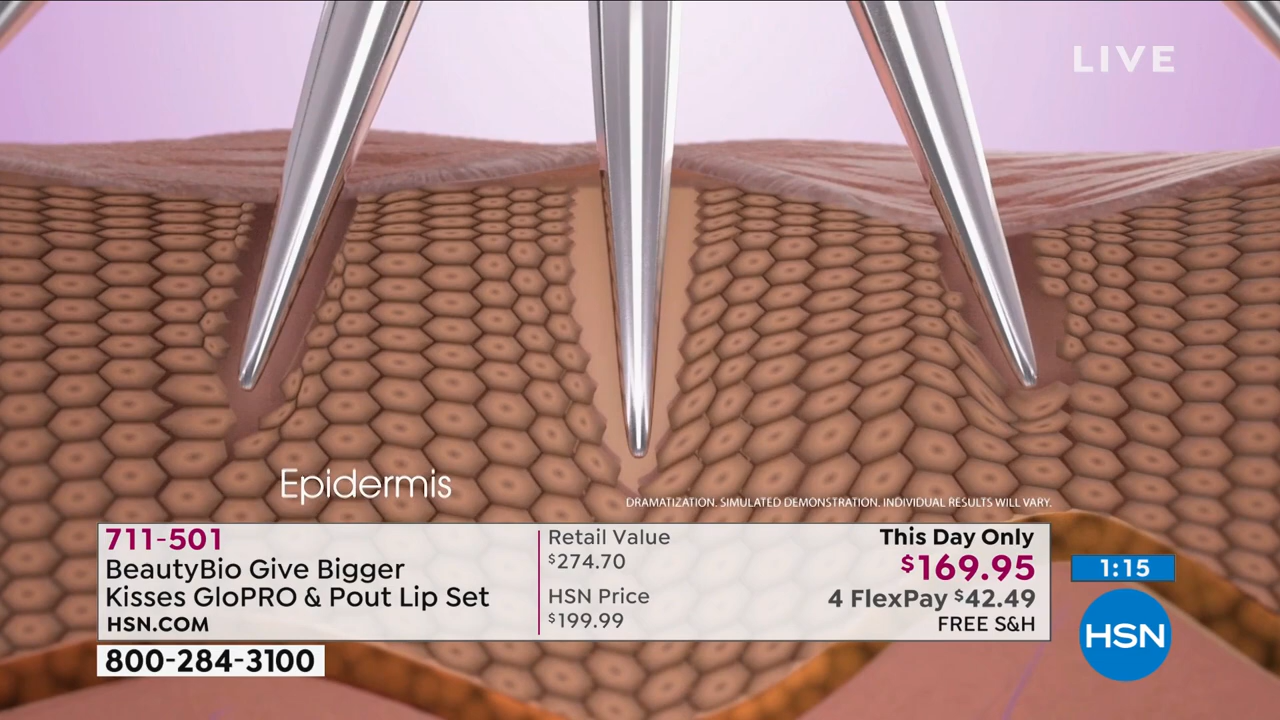 LIVE
Epidermis
DRAMATIZATION. SIMULATED DEMONSTRATION. INDIVIDUAL RESULTS WILL VARY.
711-501
BeautyBio Give Bigger
Kisses GloPRO & Pout Lip Set
HSN.COM
Retail Value
$274.70
HSN Price
$199.99
This Day Only
$169.95
4 FlexPay $42.49
FREE S&H
1:15
HSN
800-284-3100